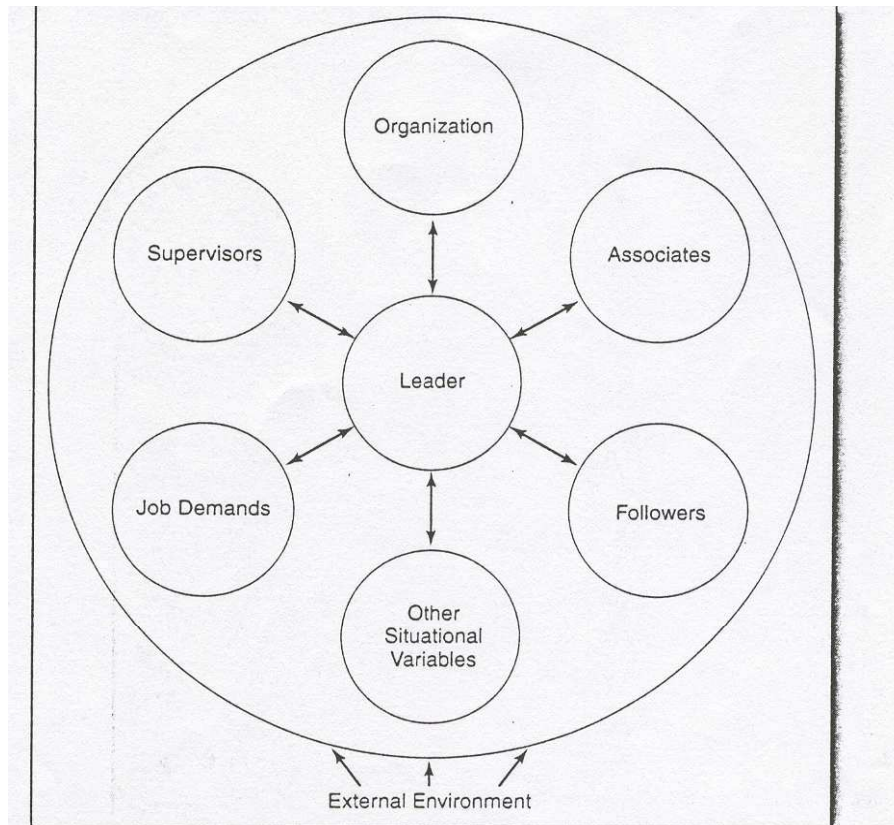 Organization
Supervisors
Associates
Leader
Job Demands
Followers
Other
Situational
Variables
External Environment